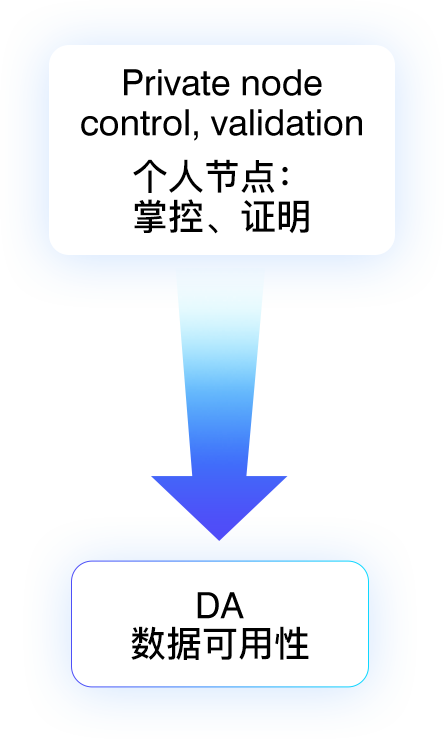 Private node
control, validation
个人节点：
掌控、证明
DA
数据可用性